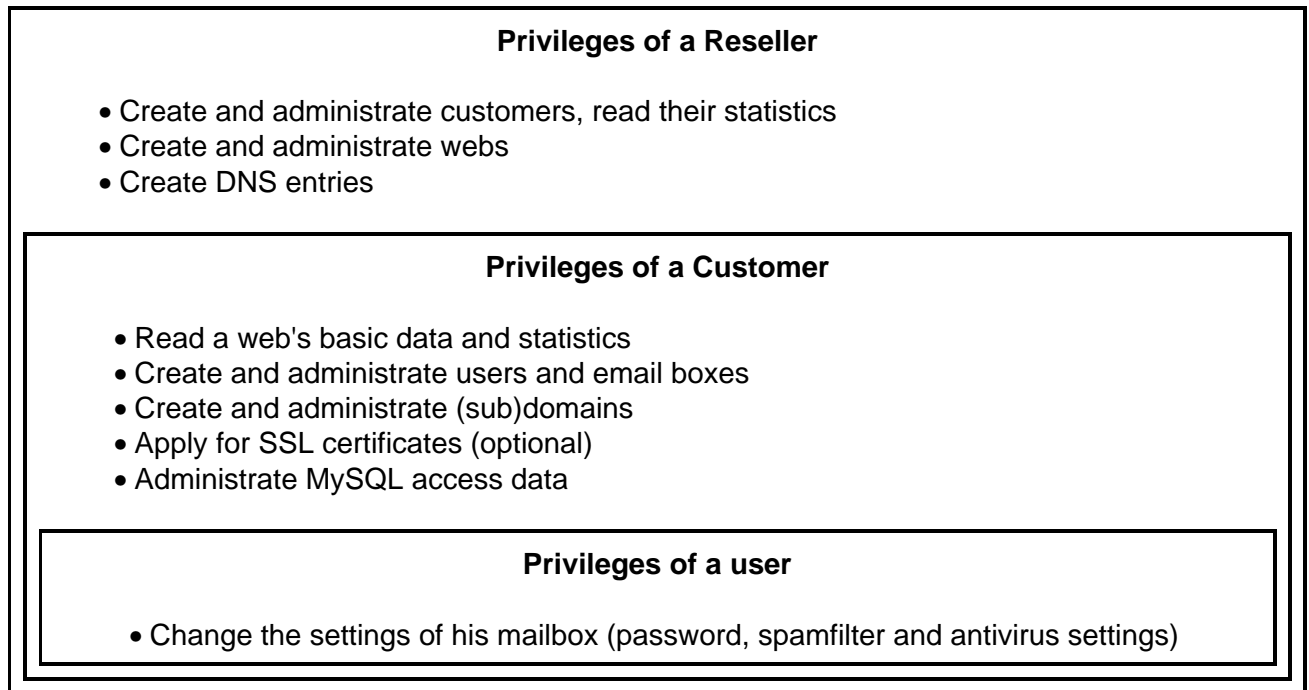 Privileges of a Reseller
• Create and administrate customers, read their statistics
• Create and administrate webs
• Create DNS entries
Privileges of a Customer
• Read a web's basic data and statistics
• Create and administrate users and email boxes
• Create and administrate (sub)domains
• Apply for SSL certificates (optional)
• Administrate MySQL access data
Privileges of a user
• Change the settings of his mailbox (password, spamfilter and antivirus settings)